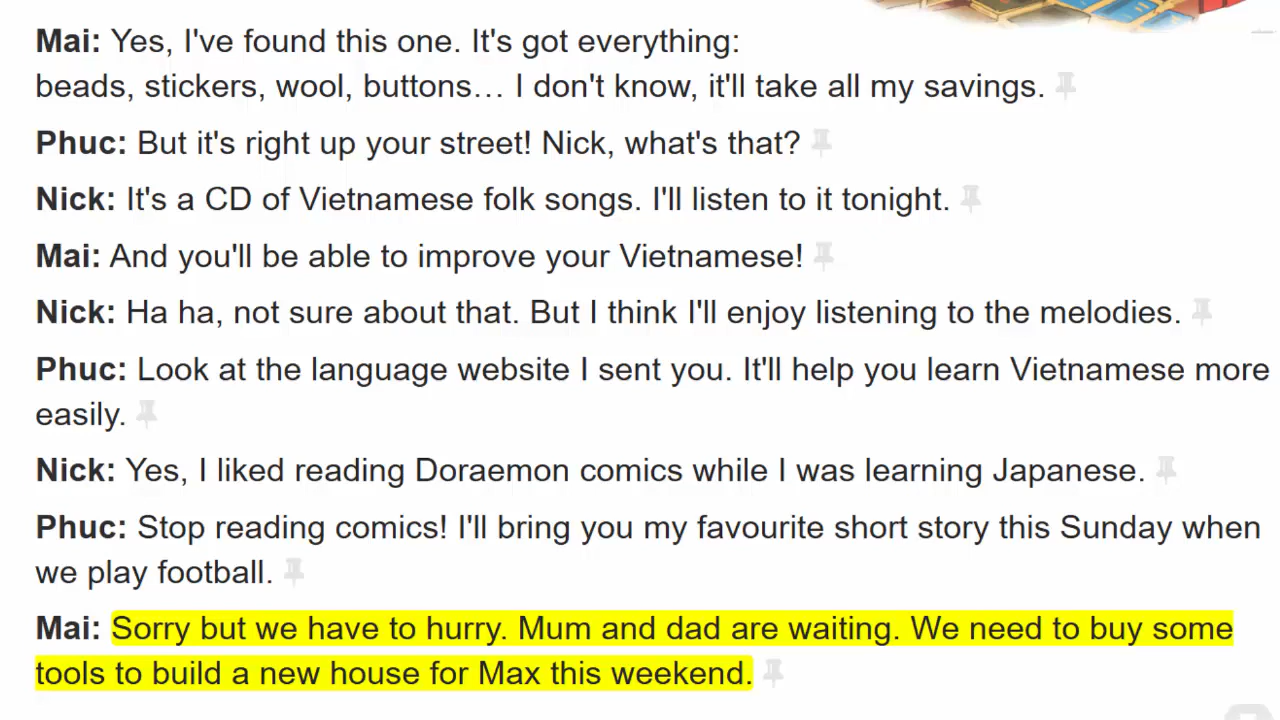 Mai: Yes, I've found this one. It's got everything:
beads, stickers, wool, buttons… I don't know, it'll take all my savings.
Phuc: But it's right up your street! Nick, what's that?
Nick: It's a CD of Vietnamese folk songs. I'll listen to it tonight.
Mai: And you'll be able to improve your Vietnamese!
Nick: Ha ha, not sure about that. But I think I'll enjoy listening to the melodies.
Phuc: Look at the language website I sent you. It'll help you learn Vietnamese more
easily.
Nick: Yes, I liked reading Doraemon comics while I was learning Japanese.
Phuc: Stop reading comics! I'll bring you my favourite short story this Sunday when
we play football.
Mai: Sorry but we have to hurry. Mum and dad are waiting. We need to buy some
tools to build a new house for Max this weekend.